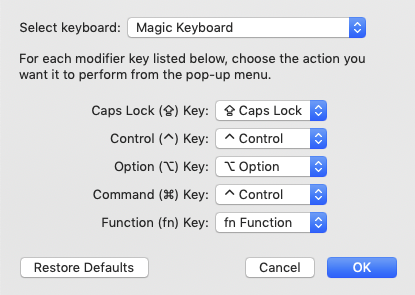 Select keyboard: Magic Keyboard
For each modifier key listed below, choose the action you
want it to perform from the pop-up menu.
Caps Lock (⇪) Key: ⇪ Caps Lock
Control (^) Key: ^ Control
Option (⌥) Key: ⌥ Option
Command (⌘) Key: ^ Control
Function (fn) Key: fn Function
Restore Defaults Cancel OK